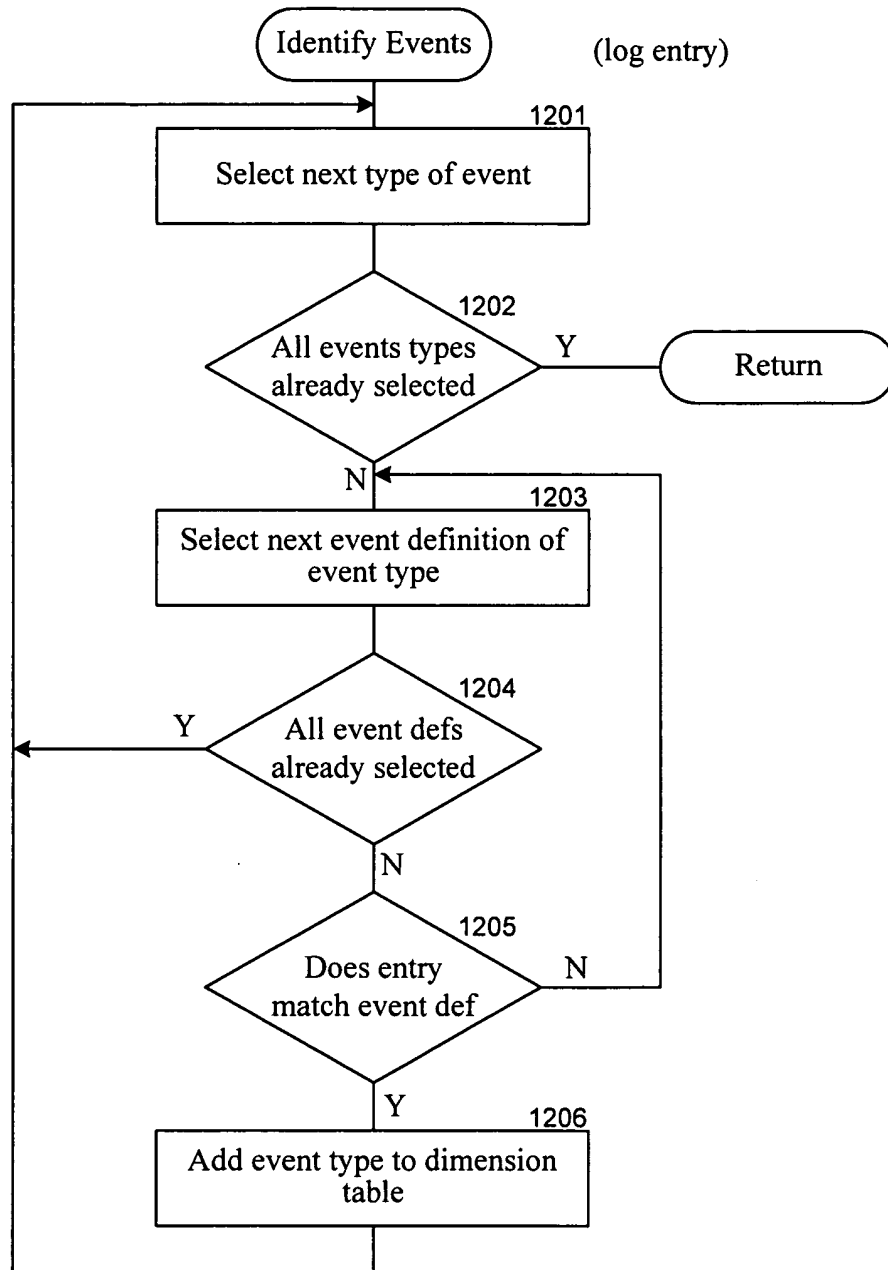 Identify Events
(log entry)
1201
Select next type of event
1202
All events types
already selected
Y
Return
N
1203
Select next event definition of
event type
1204
Y
All event defs
already selected
N
1205
Does entry
match event def
N
Y
1206
Add event type to dimension
table